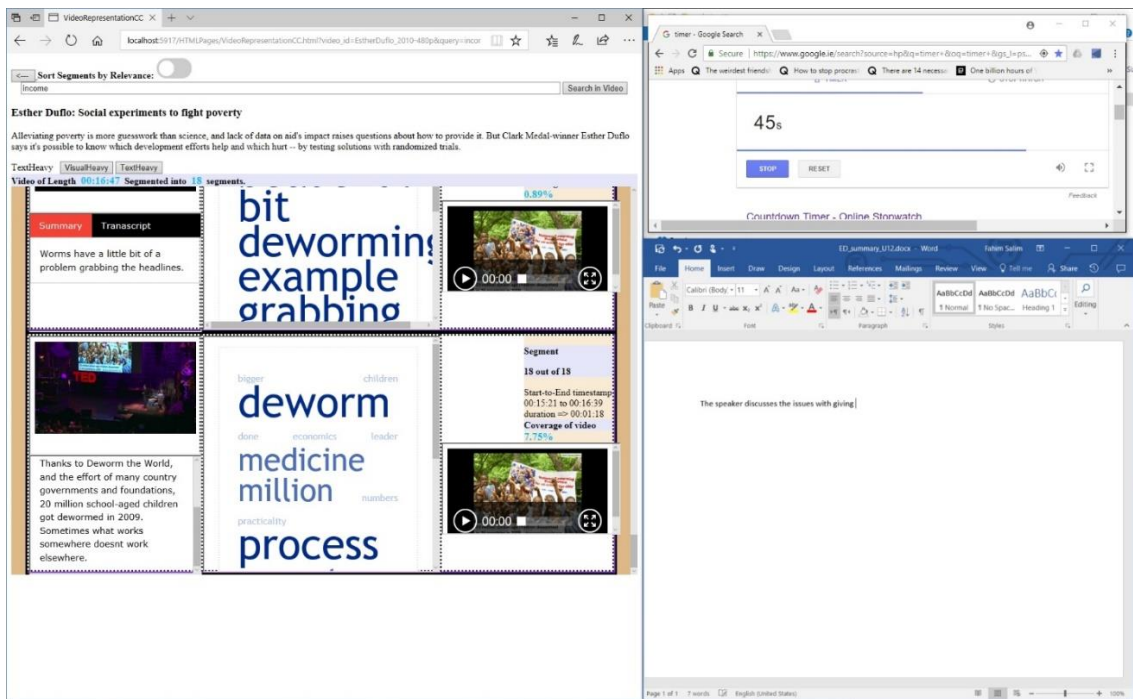 VideoRepresentationCC
localhost:5917/HTMLPages/VideoRepresentationCC.html?video_id=EstherDuflo_2010-480p&query=incor
<--- Sort Segments by Relevance:
income
Search in Video
Esther Duflo: Social experiments to fight poverty
Alleviating poverty is more guesswork than science, and lack of data on aid's impact raises questions about how to provide it. But Clark Medal-winner Esther Duflo
says it's possible to know which development efforts help and which hurt -- by testing solutions with randomized trials.
TextHeavy VisualHeavy TextHeavy
Video of Length 00:16:47 Segmented into 18 segments.
Summary Tranascript
Worms have a little bit of a
problem grabbing the headlines.
bit
deworming
example
grabbing
0.89%
00:00
TED
Thanks to Deworm the World,
and the effort of many country
governments and foundations,
20 million school-aged children
got dewormed in 2009.
Sometimes what works
somewhere doesnt work
elsewhere.
bigger children
deworm
done economics leader
medicine
million numbers
practicality
process
Segment
18 out of 18
Start-to-End timestamp
00:15:21 to 00:16:39
duration => 00:01:18
Coverage of video
7.75%
00:00
timer - Google Search
Secure https://www.google.ie/search?source=hp&q=timer+&oq=timer+&gs_l=ps...
Apps The weirdest friends How to stop procras There are 14 necessa One billion hours of
45s
STOP RESET
Feedback
Countdown Timer - Online Stopwatch
ED_summary_U12.docx - Word Fahim Salim
File Home Insert Draw Design Layout References Mailings Review View Tell me Share
Paste
Calibri (Body) 11
AaBbCcDd AaBbCcDd AaBbCc
1 Normal 1 No Spac... Heading 1
Editing
Clipboard Font Paragraph Styles
The speaker discusses the issues with giving
Page 1 of 1 7 words English (United States) 100%